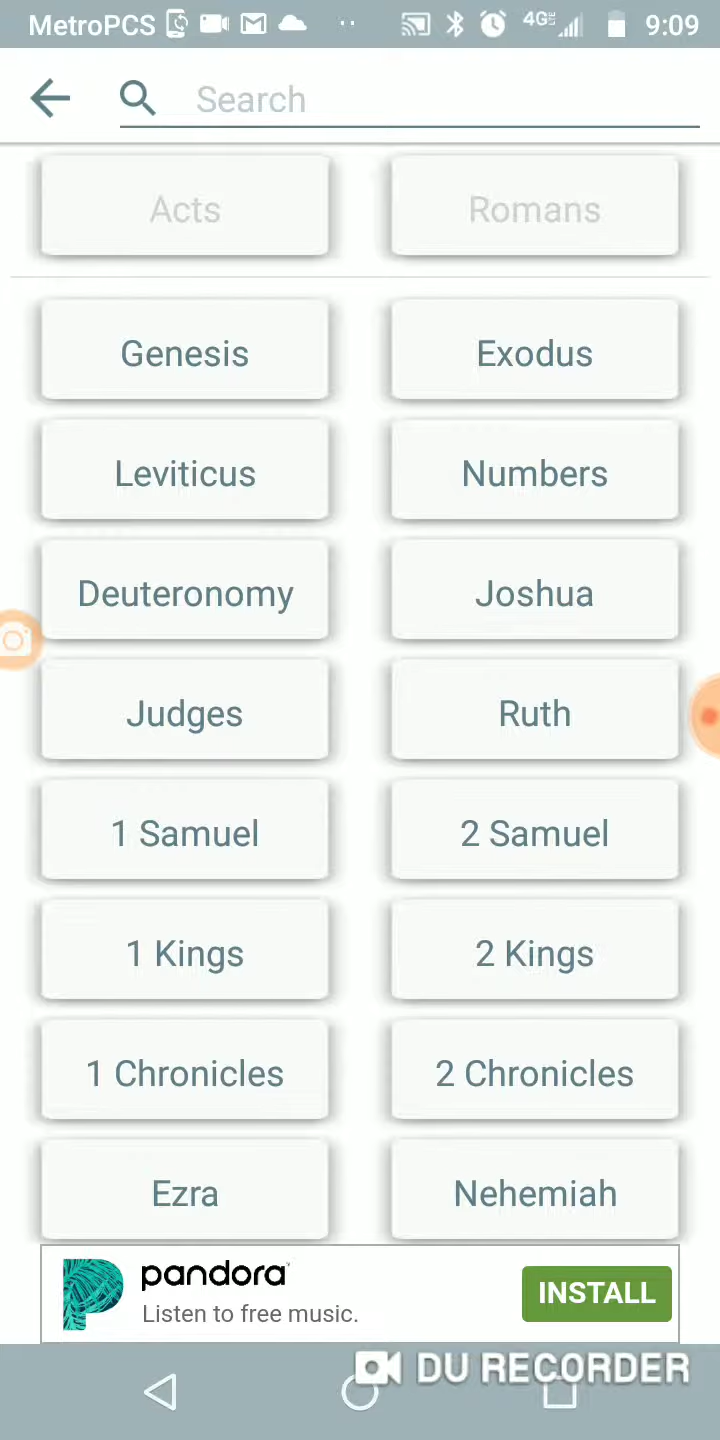 MetroPCS 4G LTE 9:09
Search
Acts Romans
Genesis Exodus
Leviticus Numbers
Deuteronomy Joshua
Judges Ruth
1 Samuel 2 Samuel
1 Kings 2 Kings
1 Chronicles 2 Chronicles
Ezra Nehemiah
pandora
Listen to free music.
INSTALL
DU RECORDER